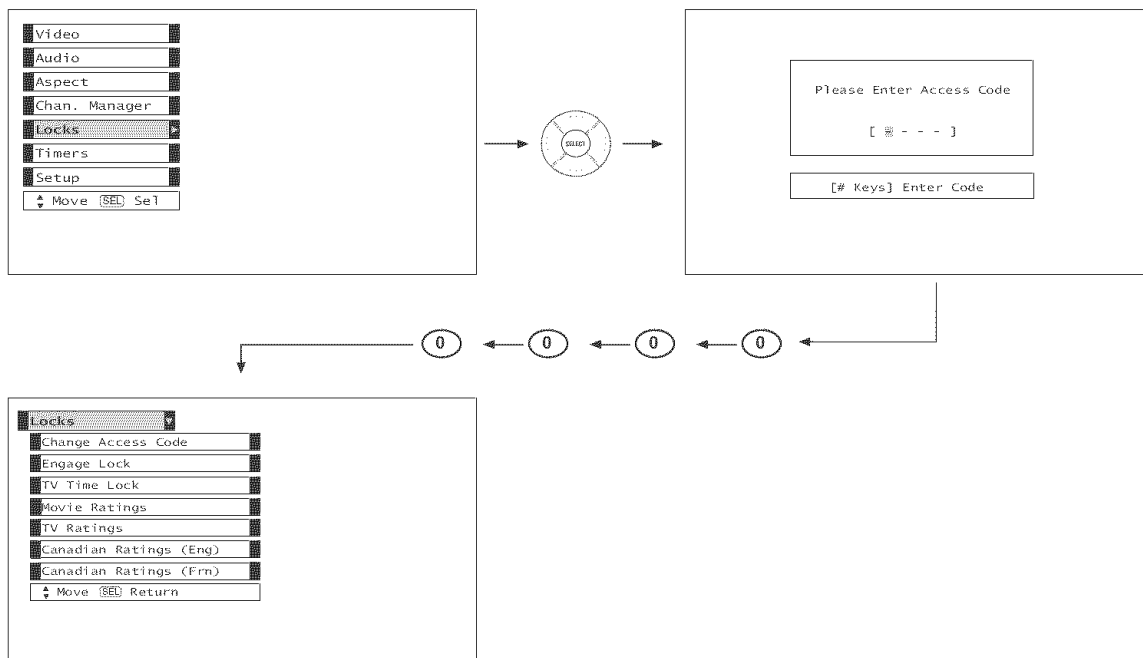 Video
Audio
Aspect
Chan. Manager
Locks
Timers
Setup
Move SEL Sel
SELECT
Please Enter Access Code
[ - - - ]
[# Keys] Enter Code
0 0 0 0
Locks
Change Access Code
Engage Lock
TV Time Lock
Movie Ratings
TV Ratings
Canadian Ratings (Eng)
Canadian Ratings (Frn)
Move SEL Return